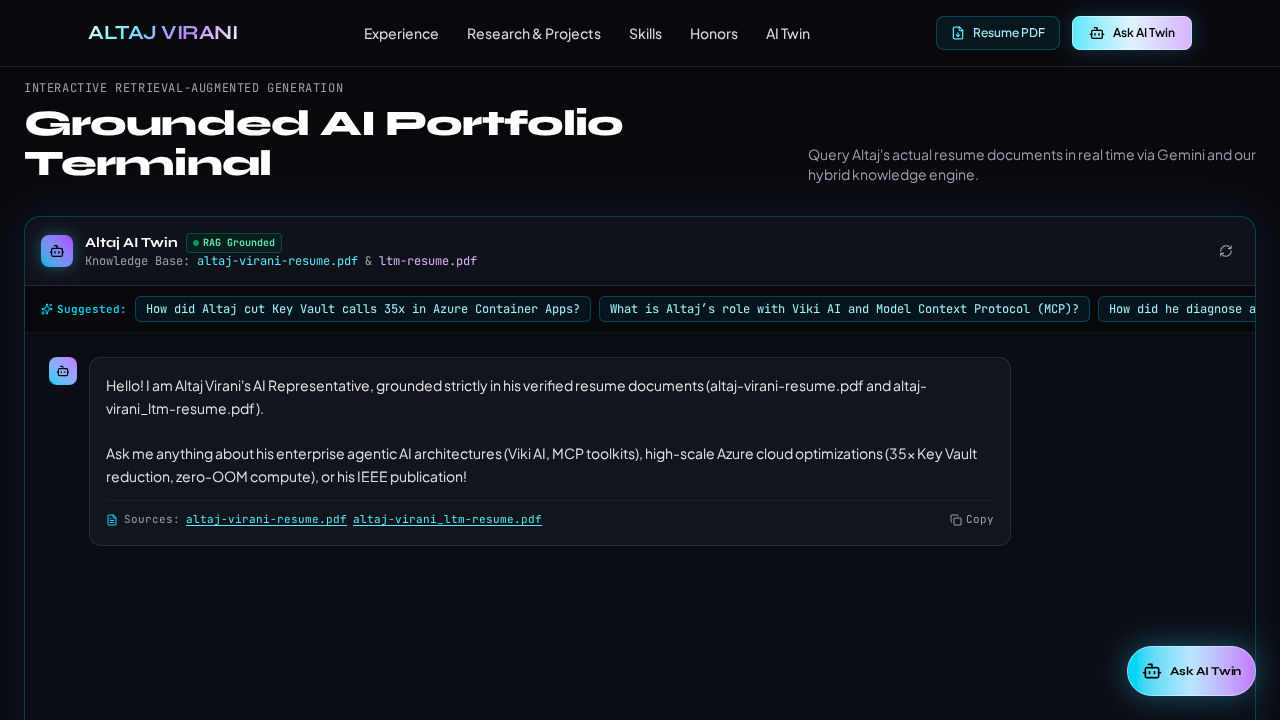 ALTAJ VIRANI
Experience
Research & Projects
Skills
Honors
AI Twin
Resume PDF
Ask AI Twin
INTERACTIVE RETRIEVAL-AUGMENTED GENERATION
Grounded AI Portfolio
Terminal
Query Altaj's actual resume documents in real time via Gemini and our
hybrid knowledge engine.
Altaj AI Twin
RAG Grounded
Knowledge Base: altaj-virani-resume.pdf & ltm-resume.pdf
Suggested:
How did Altaj cut Key Vault calls 35x in Azure Container Apps?
What is Altaj’s role with Viki AI and Model Context Protocol (MCP)?
How did he diagnose a
Hello! I am Altaj Virani's AI Representative, grounded strictly in his verified resume documents (altaj-virani-resume.pdf and altaj-
virani_ltm-resume.pdf).
Ask me anything about his enterprise agentic AI architectures (Viki AI, MCP toolkits), high-scale Azure cloud optimizations (35× Key Vault
reduction, zero-OOM compute), or his IEEE publication!
Sources: altaj-virani-resume.pdf altaj-virani_ltm-resume.pdf
Copy
Ask AI Twin